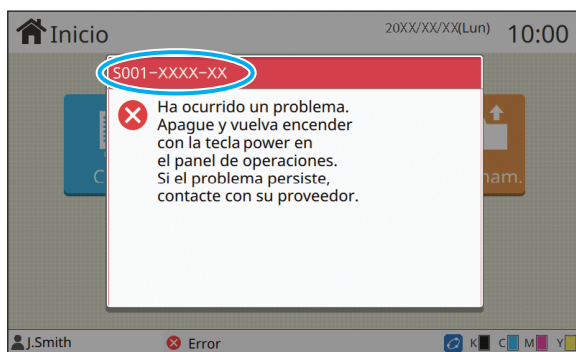 Inicio
20XX/XX/XX(Lun)
10:00
S001-XXXX-XX
Ha ocurrido un problema.
Apague y vuelva encender
con la tecla power en
el panel de operaciones.
Si el problema persiste,
contacte con su proveedor.
C
nam.
J.Smith
Error
K C M Y